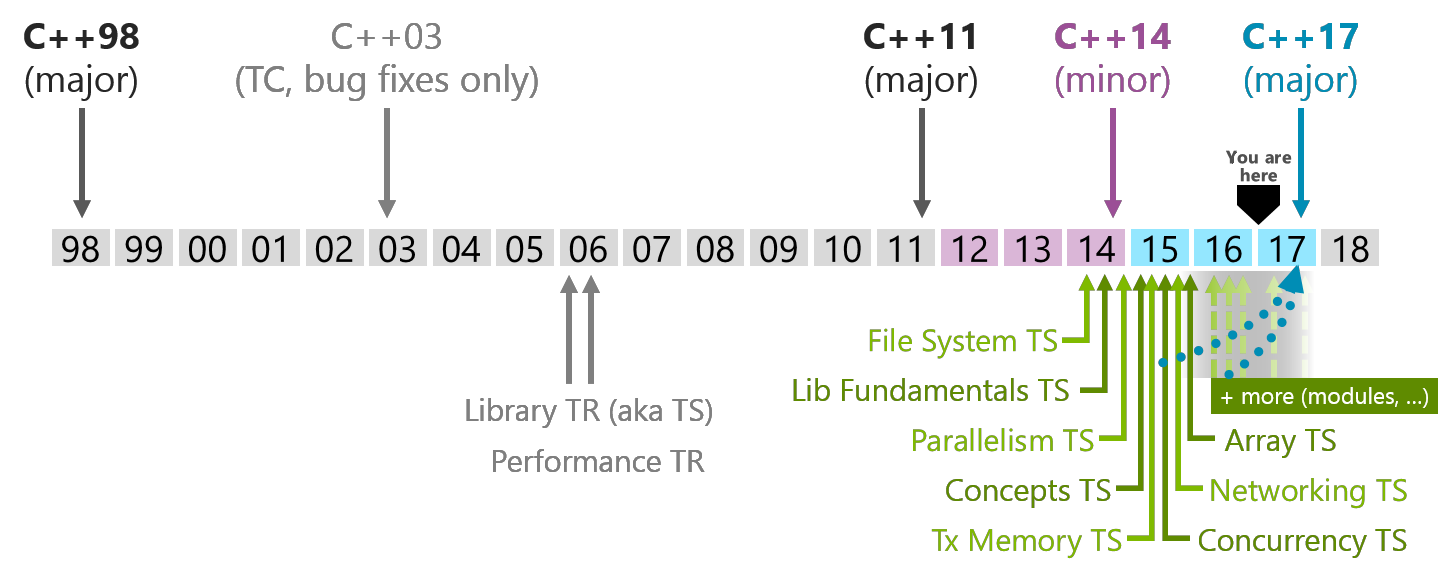 C++98
(major)
C++03
(TC, bug fixes only)
C++11
(major)
C++14
(minor)
C++17
(major)
You are
here
98 99 00 01 02 03 04 05 06 07 08 09 10 11 12 13 14 15 16 17 18
File System TS
Lib Fundamentals TS
+ more (modules, ...)
Library TR (aka TS)
Parallelism TS
Array TS
Performance TR
Concepts TS
Networking TS
Tx Memory TS
Concurrency TS